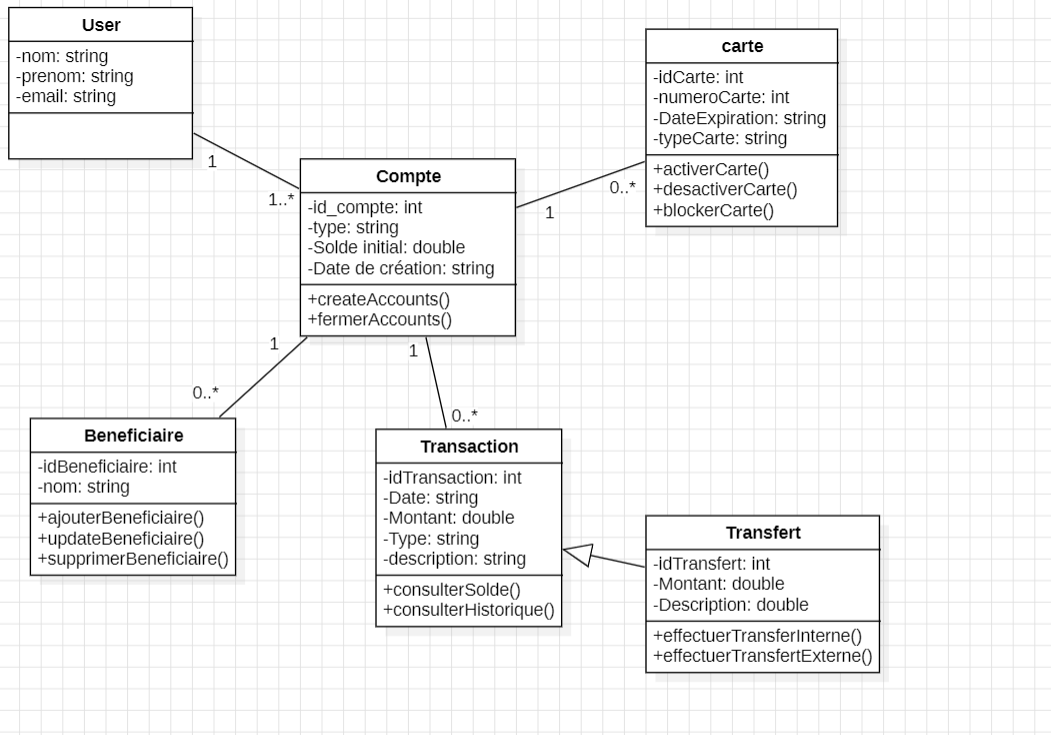 User
-nom: string
-prenom: string
-email: string
1
1..*
carte
-idCarte: int
-numeroCarte: int
-DateExpiration: string
-typeCarte: string
+activerCarte()
+desactiverCarte()
+blockerCarte()
0..*
1
Compte
-id_compte: int
-type: string
-Solde initial: double
-Date de création: string
+createAccounts()
+fermerAccounts()
1
0..*
1
0..*
Beneficiaire
-idBeneficiaire: int
-nom: string
+ajouterBeneficiaire()
+updateBeneficiaire()
+supprimerBeneficiaire()
Transaction
-idTransaction: int
-Date: string
-Montant: double
-Type: string
-description: string
+consulterSolde()
+consulterHistorique()
Transfert
-idTransfert: int
-Montant: double
-Description: double
+effectuerTransferInterne()
+effectuerTransfertExterne()